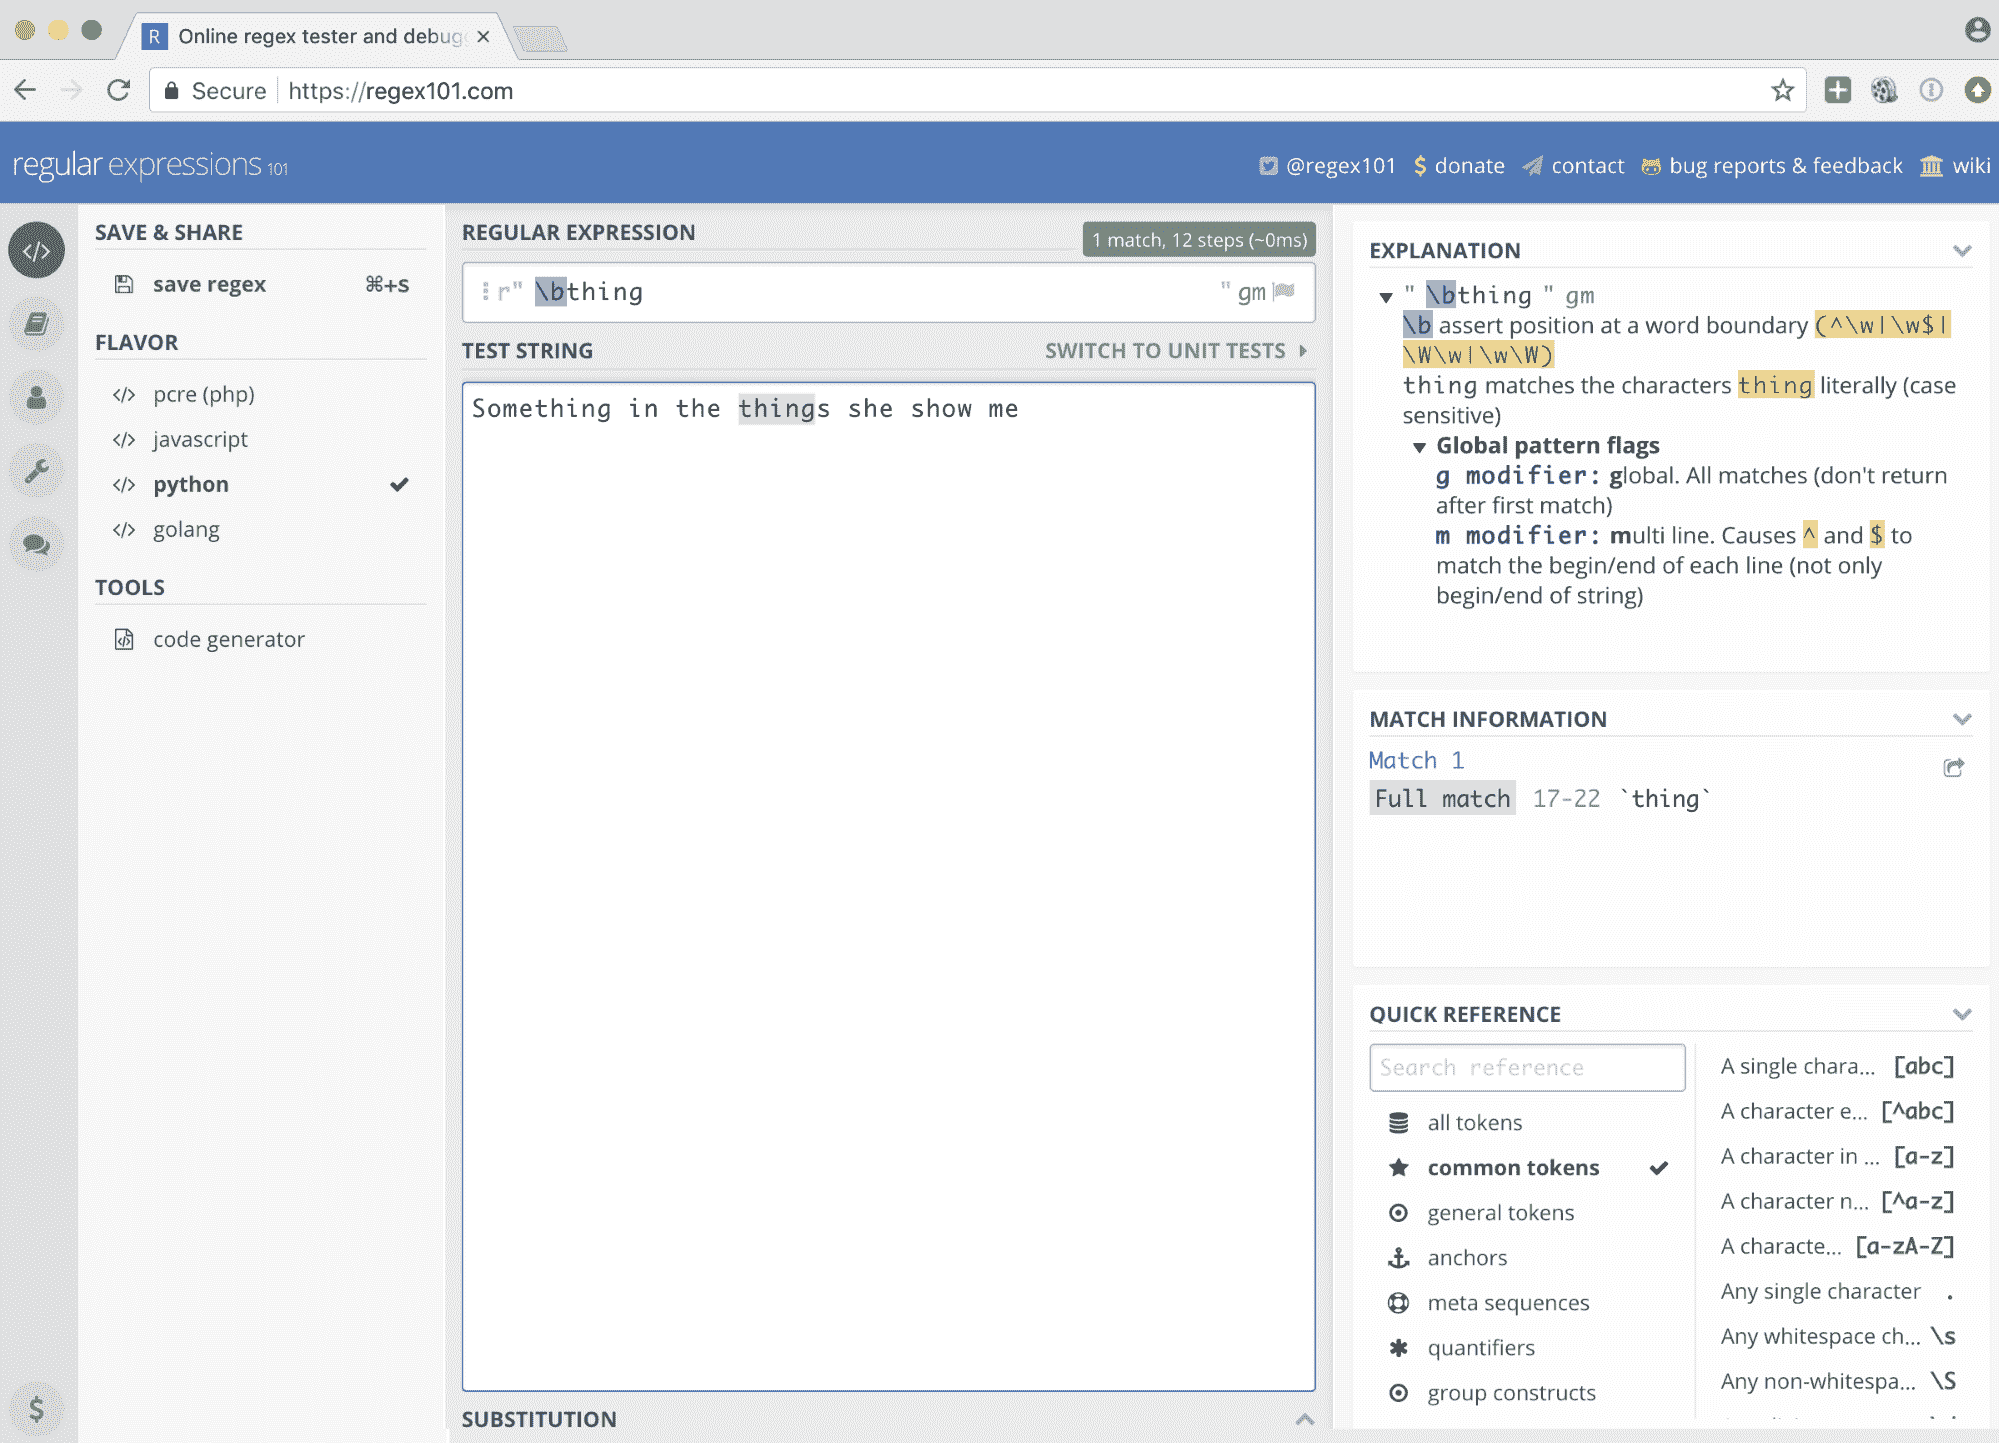 R Online regex tester and debug
Secure https://regex101.com
regular expressions 101
@regex101 $ donate contact bug reports & feedback wiki
SAVE & SHARE
save regex ⌘+S
FLAVOR
</> pcre (php)
</> javascript
</> python
</> golang
TOOLS
code generator
$
REGULAR EXPRESSION
1 match, 12 steps (~0ms)
r" \bthing " gm
TEST STRING
SWITCH TO UNIT TESTS
Something in the things she show me
SUBSTITUTION
EXPLANATION
" \bthing " gm
\b assert position at a word boundary (^\w|\w$|
\W\w|\w\W)
thing matches the characters thing literally (case
sensitive)
Global pattern flags
g modifier: global. All matches (don't return
after first match)
m modifier: multi line. Causes ^ and $ to
match the begin/end of each line (not only
begin/end of string)
MATCH INFORMATION
Match 1
Full match 17-22 `thing`
QUICK REFERENCE
Search reference
all tokens
common tokens
general tokens
anchors
meta sequences
quantifiers
group constructs
A single chara... [abc]
A character e... [^abc]
A character in ... [a-z]
A character n... [^a-z]
A characte... [a-zA-Z]
Any single character .
Any whitespace ch... \s
Any non-whitespa... \S